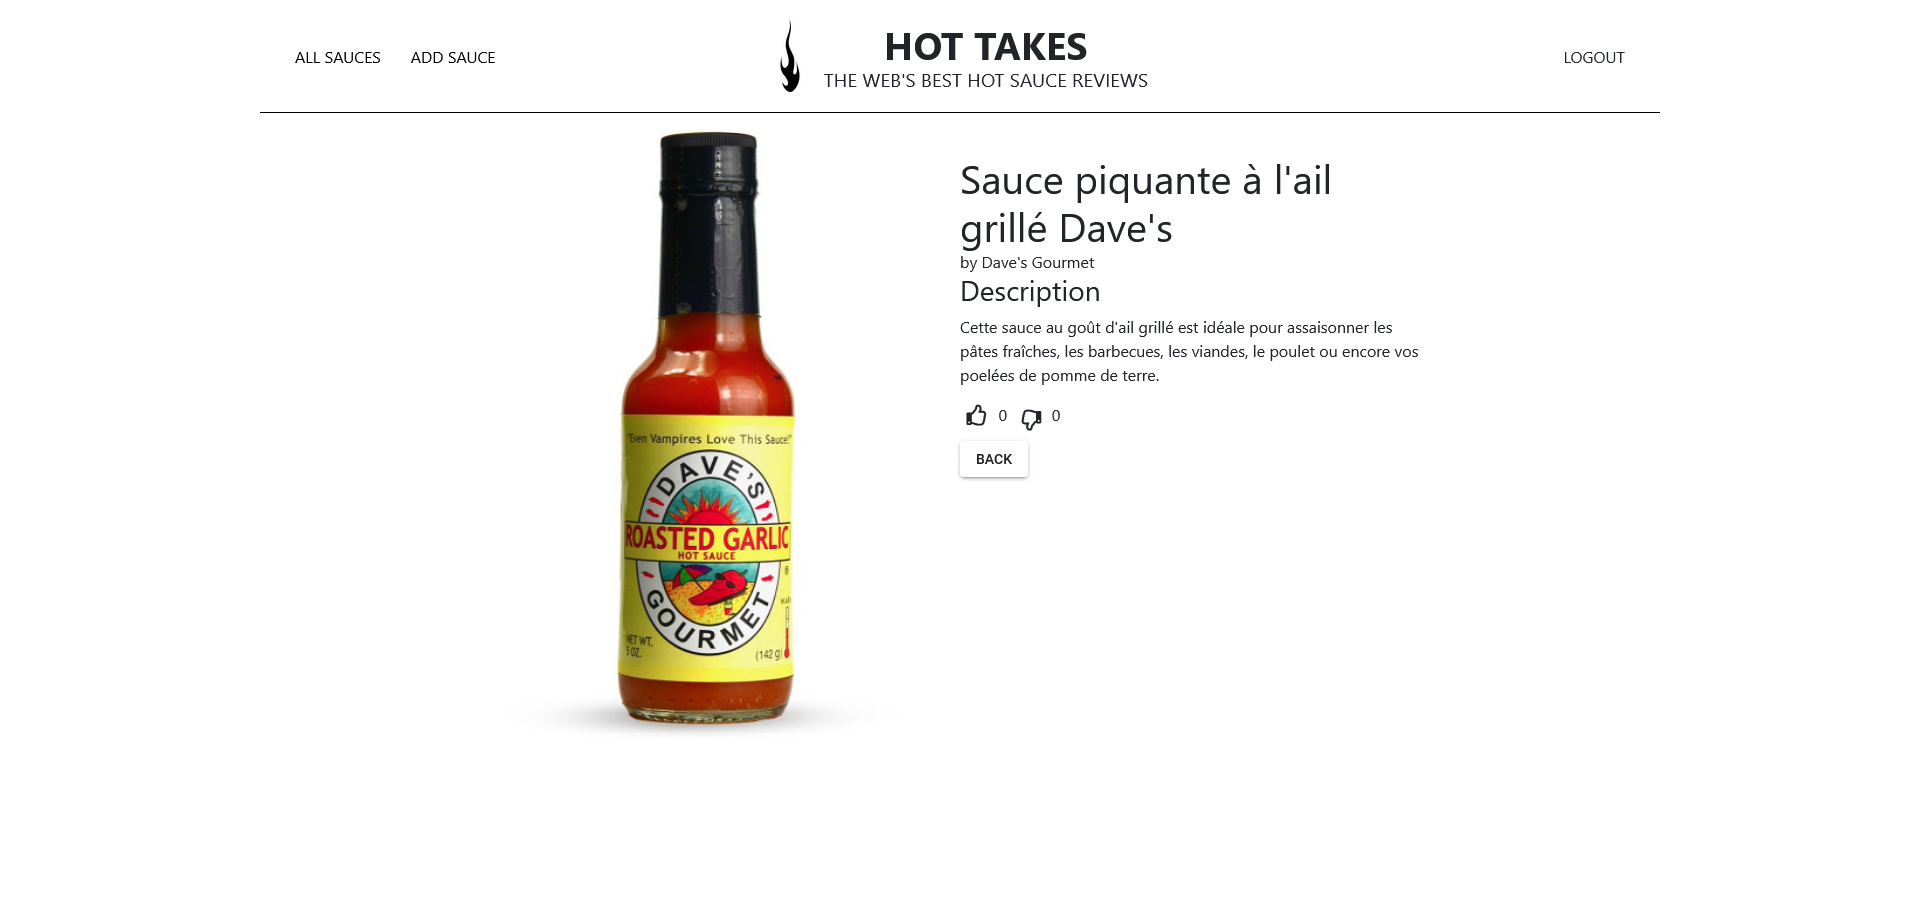 ALL SAUCES
ADD SAUCE
HOT TAKES
THE WEB'S BEST HOT SAUCE REVIEWS
LOGOUT
"Even Vampires Love This Sauce!"
DAVE'S
ROASTED GARLIC
HOT SAUCE
GOURMET
NET WT.
5 OZ.
(142 g)
Sauce piquante à l'ail
grillé Dave's
by Dave's Gourmet
Description
Cette sauce au goût d'ail grillé est idéale pour assaisonner les
pâtes fraîches, les barbecues, les viandes, le poulet ou encore vos
poelées de pomme de terre.
0
0
BACK